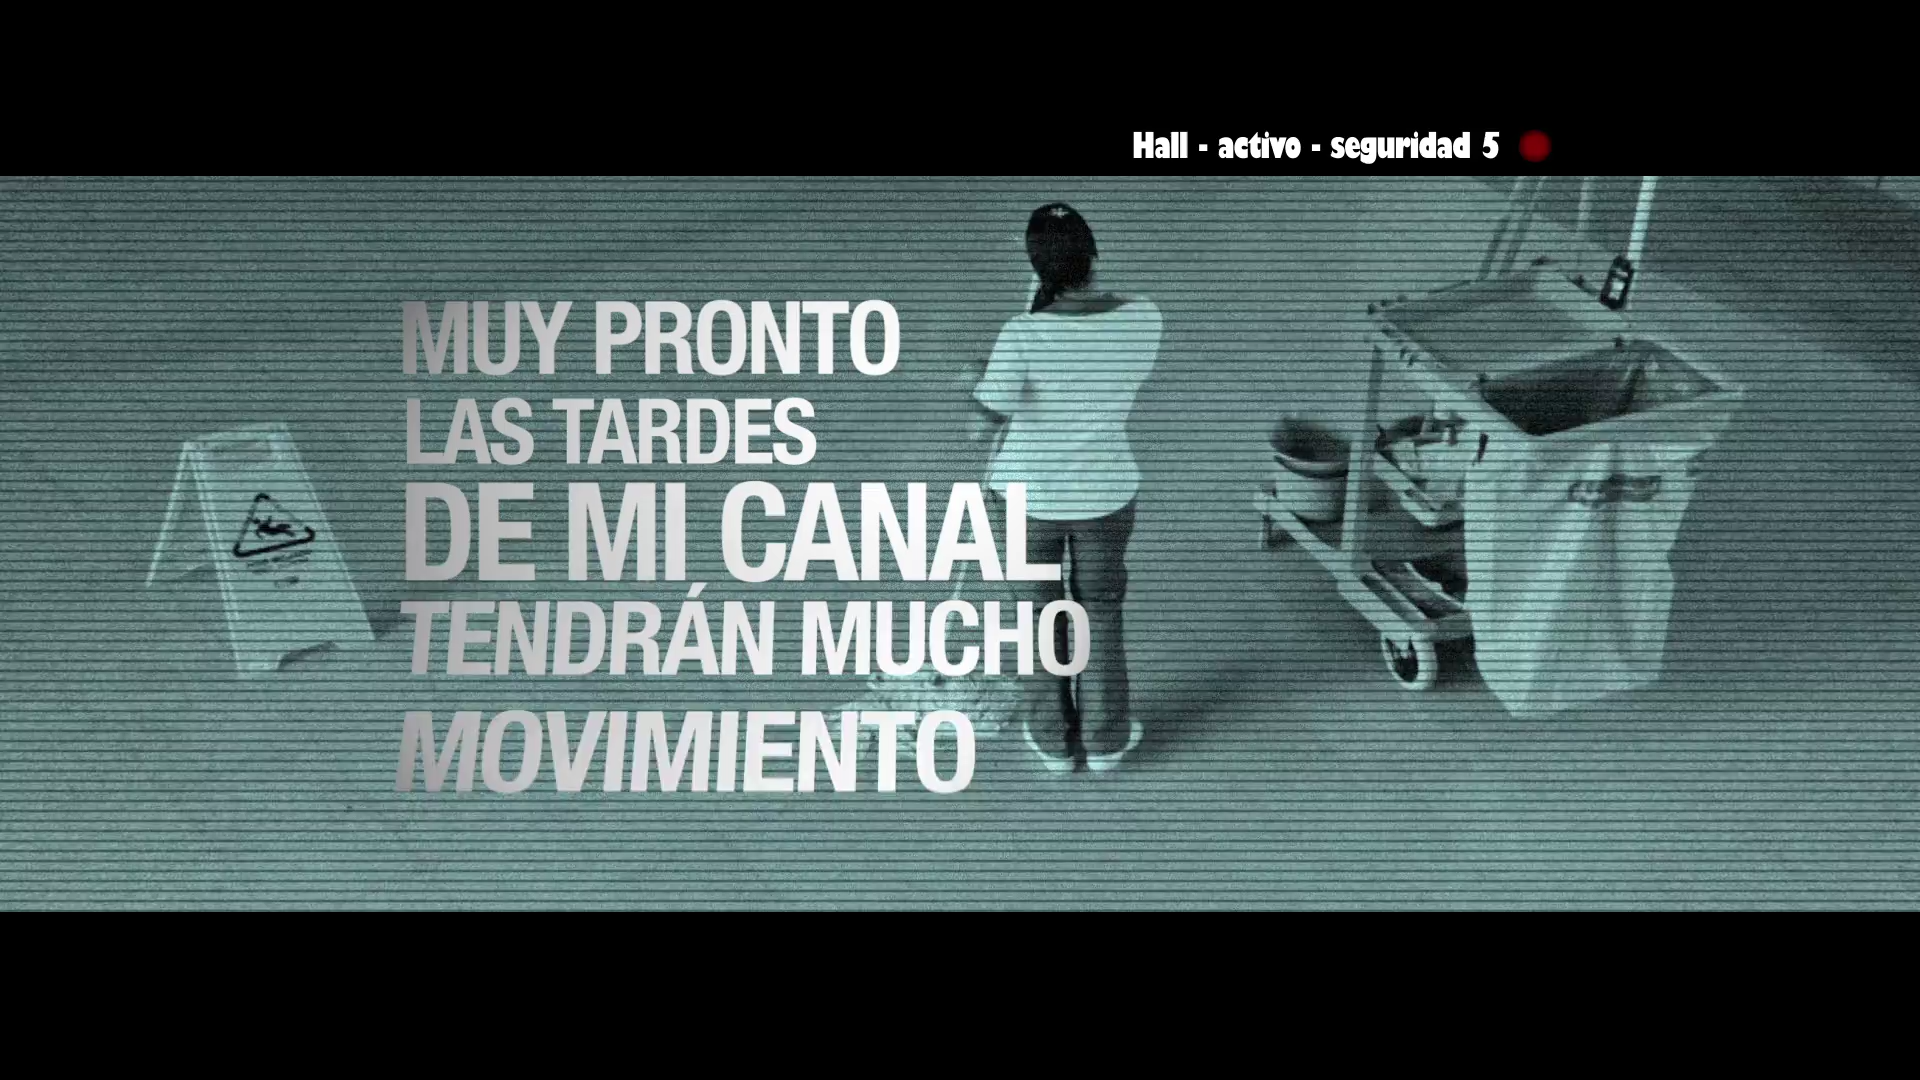 Hall - activo - seguridad 5
MUY PRONTO
LAS TARDES
DE MI CANAL
TENDRÁN MUCHO
MOVIMIENTO